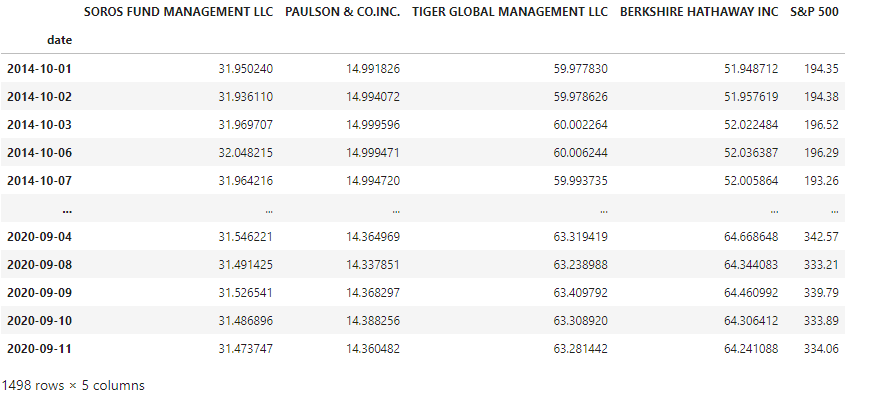 SOROS FUND MANAGEMENT LLC PAULSON & CO.INC. TIGER GLOBAL MANAGEMENT LLC BERKSHIRE HATHAWAY INC S&P 500
date
2014-10-01 31.950240 14.991826 59.977830 51.948712 194.35
2014-10-02 31.936110 14.994072 59.978626 51.957619 194.38
2014-10-03 31.969707 14.999596 60.002264 52.022484 196.52
2014-10-06 32.048215 14.999471 60.006244 52.036387 196.29
2014-10-07 31.964216 14.994720 59.993735 52.005864 193.26
... ... ... ... ... ...
2020-09-04 31.546221 14.364969 63.319419 64.668648 342.57
2020-09-08 31.491425 14.337851 63.238988 64.344083 333.21
2020-09-09 31.526541 14.368297 63.409792 64.460992 339.79
2020-09-10 31.486896 14.388256 63.308920 64.306412 333.89
2020-09-11 31.473747 14.360482 63.281442 64.241088 334.06
1498 rows × 5 columns